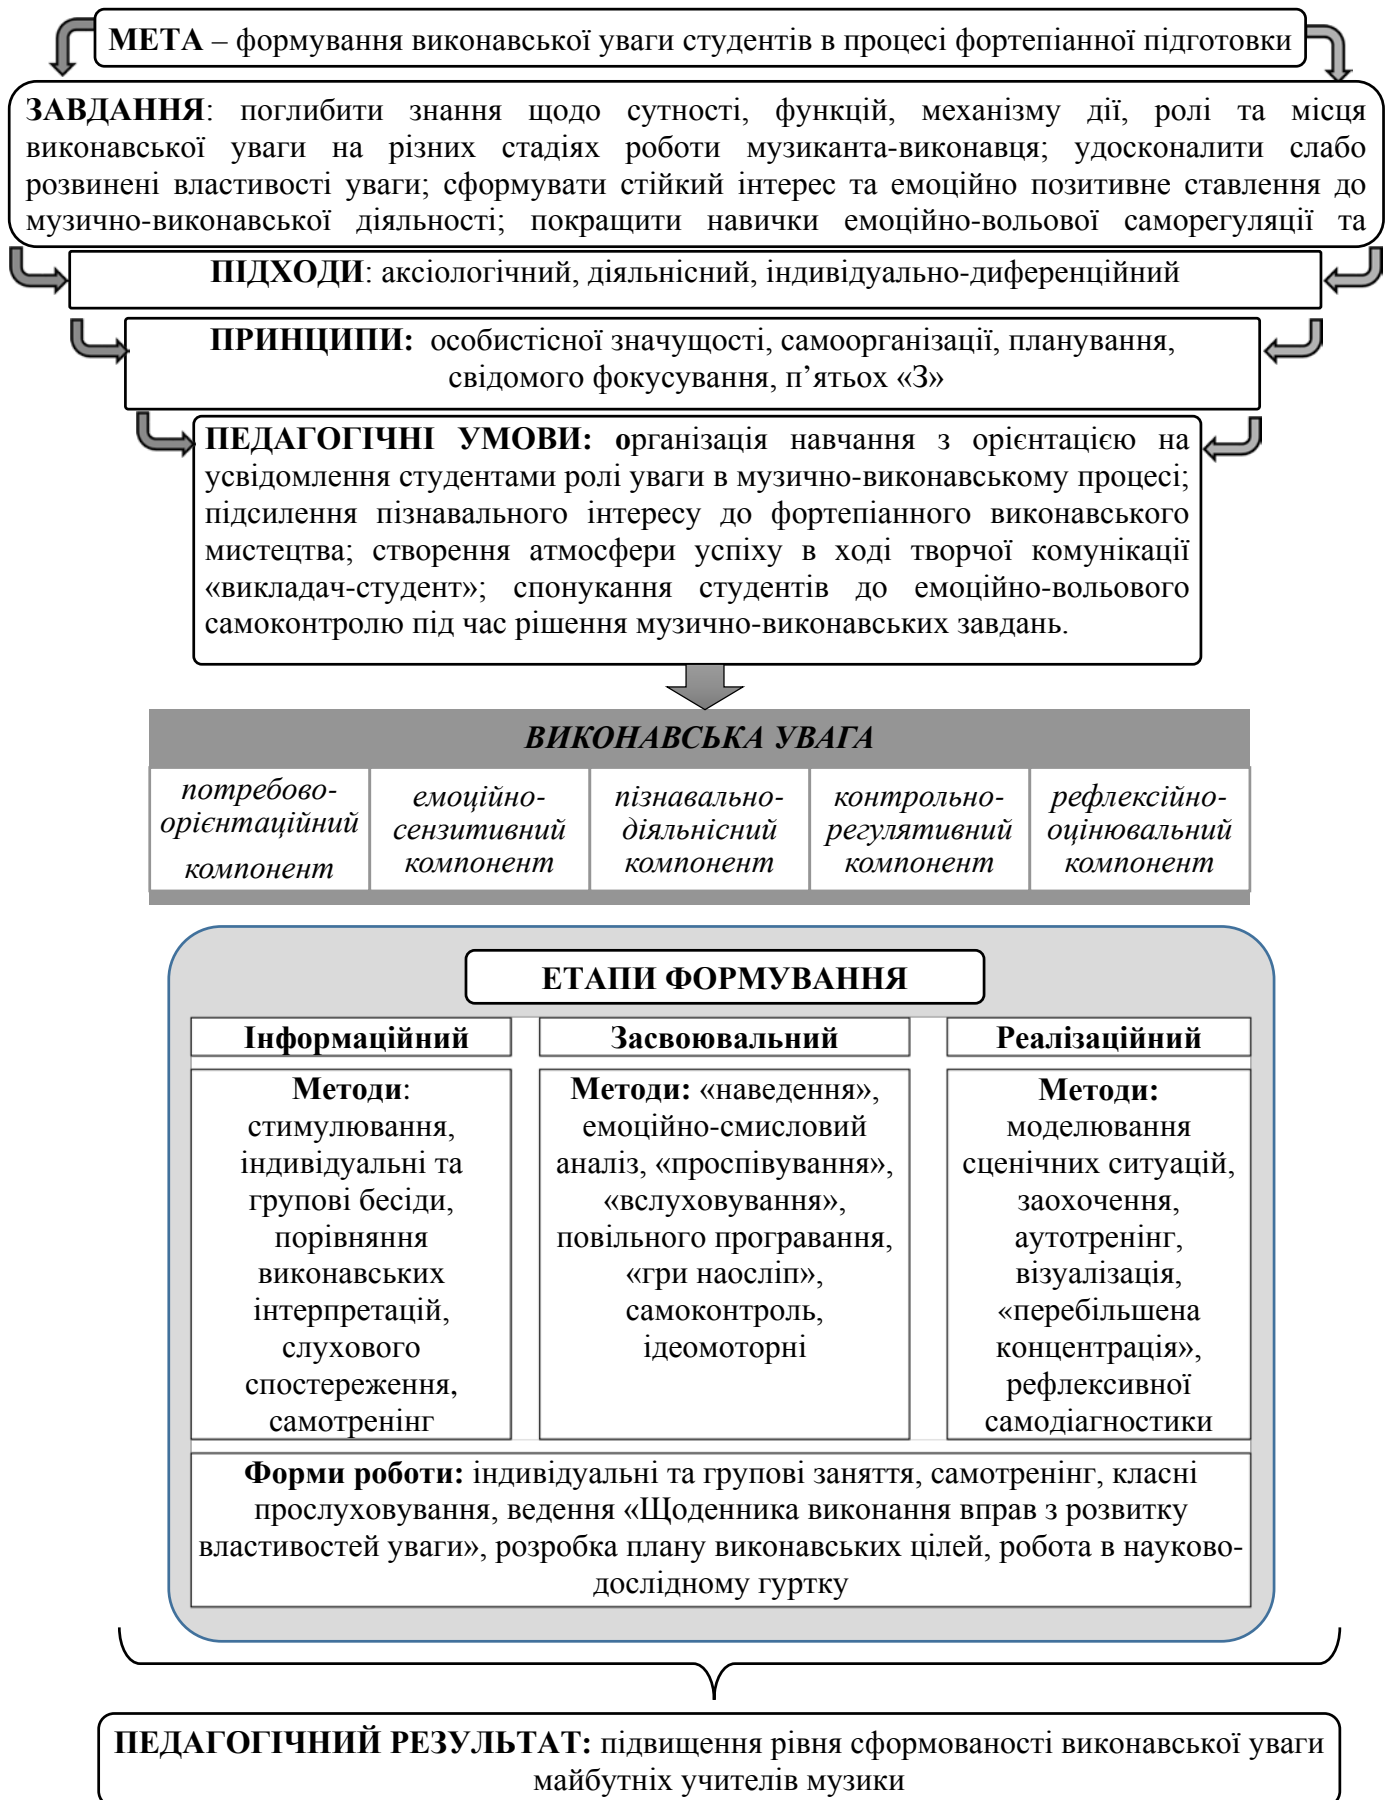 МЕТА – формування виконавської уваги студентів в процесі фортепіанної підготовки
ЗАВДАННЯ: поглибити знання щодо сутності, функцій, механізму дії, ролі та місця
виконавської уваги на різних стадіях роботи музиканта-виконавця; удосконалити слабо
розвинені властивості уваги; сформувати стійкий інтерес та емоційно позитивне ставлення до
музично-виконавської діяльності; покращити навички емоційно-вольової саморегуляції та
ПІДХОДИ: аксіологічний, діяльнісний, індивідуально-диференційний
ПРИНЦИПИ: особистісної значущості, самоорганізації, планування,
свідомого фокусування, п’ятьох «З»
ПЕДАГОГІЧНІ УМОВИ: організація навчання з орієнтацією на
усвідомлення студентами ролі уваги в музично-виконавському процесі;
підсилення пізнавального інтересу до фортепіанного виконавського
мистецтва; створення атмосфери успіху в ході творчої комунікації
«викладач-студент»; спонукання студентів до емоційно-вольового
самоконтролю під час рішення музично-виконавських завдань.
ВИКОНАВСЬКА УВАГА
потребово-
орієнтаційний
компонент
емоційно-
сензитивний
компонент
пізнавально-
діяльнісний
компонент
контрольно-
регулятивний
компонент
рефлексійно-
оцінювальний
компонент
ЕТАПИ ФОРМУВАННЯ
Інформаційний
Методи:
стимулювання,
індивідуальні та
групові бесіди,
порівняння
виконавських
інтерпретацій,
слухового
спостереження,
самотренінг
Засвоювальний
Методи: «наведення»,
емоційно-смисловий
аналіз, «проспівування»,
«вслуховування»,
повільного програвання,
«гри наосліп»,
самоконтроль,
ідеомоторні
Реалізаційний
Методи:
моделювання
сценічних ситуацій,
заохочення,
аутотренінг,
візуалізація,
«перебільшена
концентрація»,
рефлексивної
самодіагностики
Форми роботи: індивідуальні та групові заняття, самотренінг, класні
прослуховування, ведення «Щоденника виконання вправ з розвитку
властивостей уваги», розробка плану виконавських цілей, робота в науково-
дослідному гуртку
ПЕДАГОГІЧНИЙ РЕЗУЛЬТАТ: підвищення рівня сформованості виконавської уваги
майбутніх учителів музики